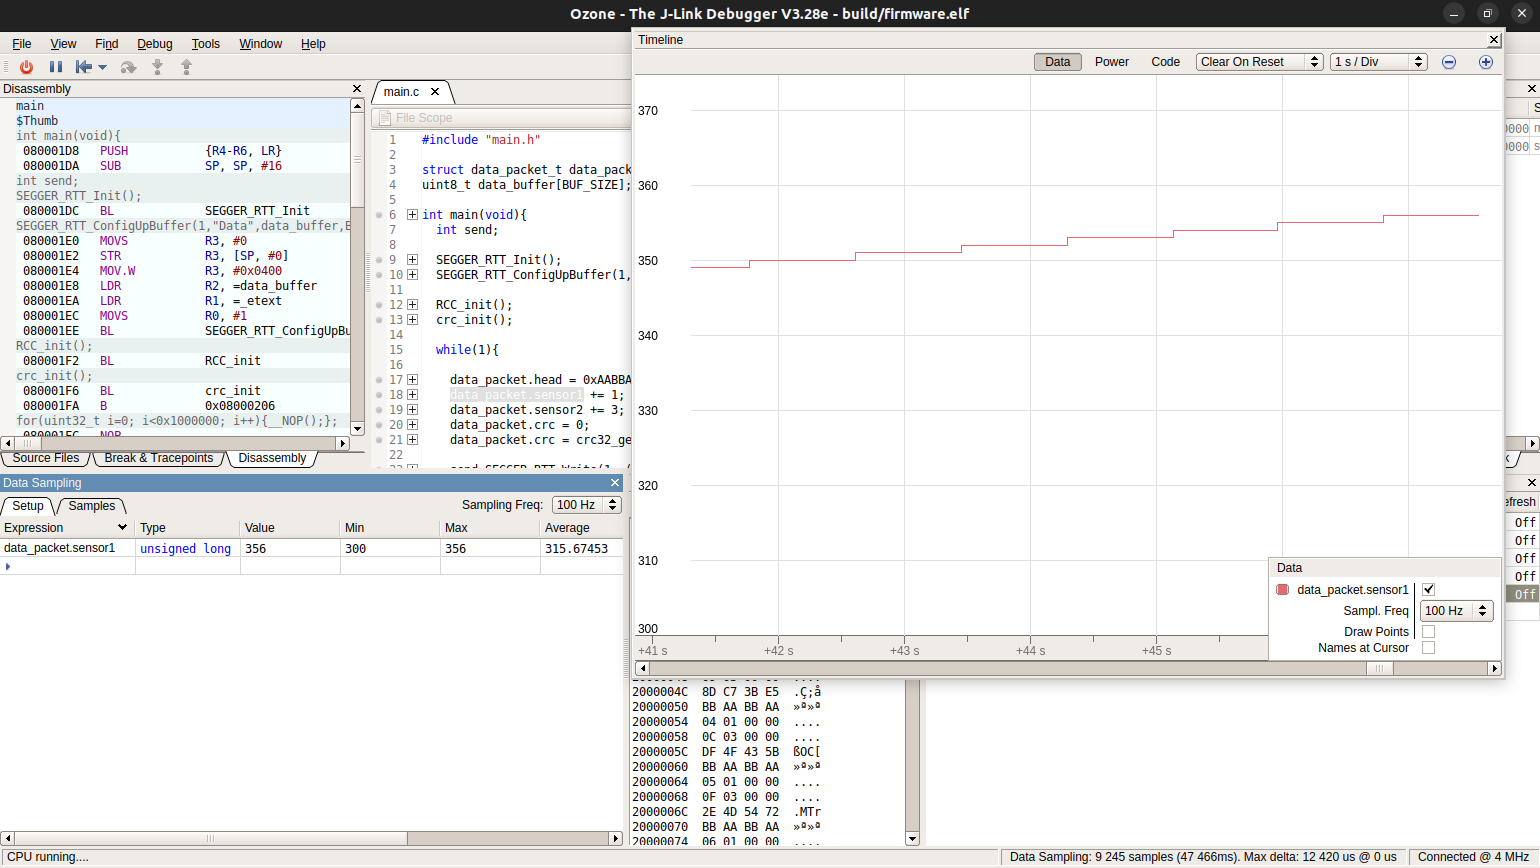 Ozone - The J-Link Debugger V3.28e - build/firmware.elf
File View Find Debug Tools Window Help
Disassembly
main
$Thumb
int main(void){
080001D8 PUSH {R4-R6, LR}
080001DA SUB SP, SP, #16
int send;
SEGGER_RTT_Init();
080001DC BL SEGGER_RTT_Init
SEGGER_RTT_ConfigUpBuffer(1,"Data",data_buffer,B
080001E0 MOVS R3, #0
080001E2 STR R3, [SP, #0]
080001E4 MOV.W R3, #0x0400
080001E8 LDR R2, =data_buffer
080001EA LDR R1, =_etext
080001EC MOVS R0, #1
080001EE BL SEGGER_RTT_ConfigUpBu
RCC_init();
080001F2 BL RCC_init
crc_init();
080001F6 BL crc_init
080001FA B 0x08000206
for(uint32_t i=0; i<0x1000000; i++){__NOP();};
080001FC NOP
Source Files Break & Tracepoints Disassembly
main.c
File Scope
1 #include "main.h"
2
3 struct data_packet_t data_pack
4 uint8_t data_buffer[BUF_SIZE];
5
6 int main(void){
7 int send;
8
9 SEGGER_RTT_Init();
10 SEGGER_RTT_ConfigUpBuffer(1,
11
12 RCC_init();
13 crc_init();
14
15 while(1){
16
17 data_packet.head = 0xAABBA
18 data_packet.sensor1 += 1;
19 data_packet.sensor2 += 3;
20 data_packet.crc = 0;
21 data_packet.crc = crc32_ge
22
Timeline
Data Power Code Clear On Reset 1 s / Div
370
360
350
340
330
320
310
300
+41 s +42 s +43 s +44 s +45 s
Data
data_packet.sensor1
Sampl. Freq 100 Hz
Draw Points
Names at Cursor
Data Sampling
Setup Samples Sampling Freq: 100 Hz
Expression Type Value Min Max Average
data_packet.sensor1 unsigned long 356 300 356 315.67453
2000004C 8D C7 3B E5 .Ç;å
20000050 BB AA BB AA »ª»ª
20000054 04 01 00 00 ....
20000058 0C 03 00 00 ....
2000005C DF 4F 43 5B ßOC[
20000060 BB AA BB AA »ª»ª
20000064 05 01 00 00 ....
20000068 0F 03 00 00 ....
2000006C 2E 4D 54 72 .MTr
20000070 BB AA BB AA »ª»ª
20000074 06 01 00 00 ....
S
0000 m
0000 s
efresh
Off
Off
Off
Off
Off
CPU running.... Data Sampling: 9 245 samples (47 466ms). Max delta: 12 420 us @ 0 us Connected @ 4 MHz